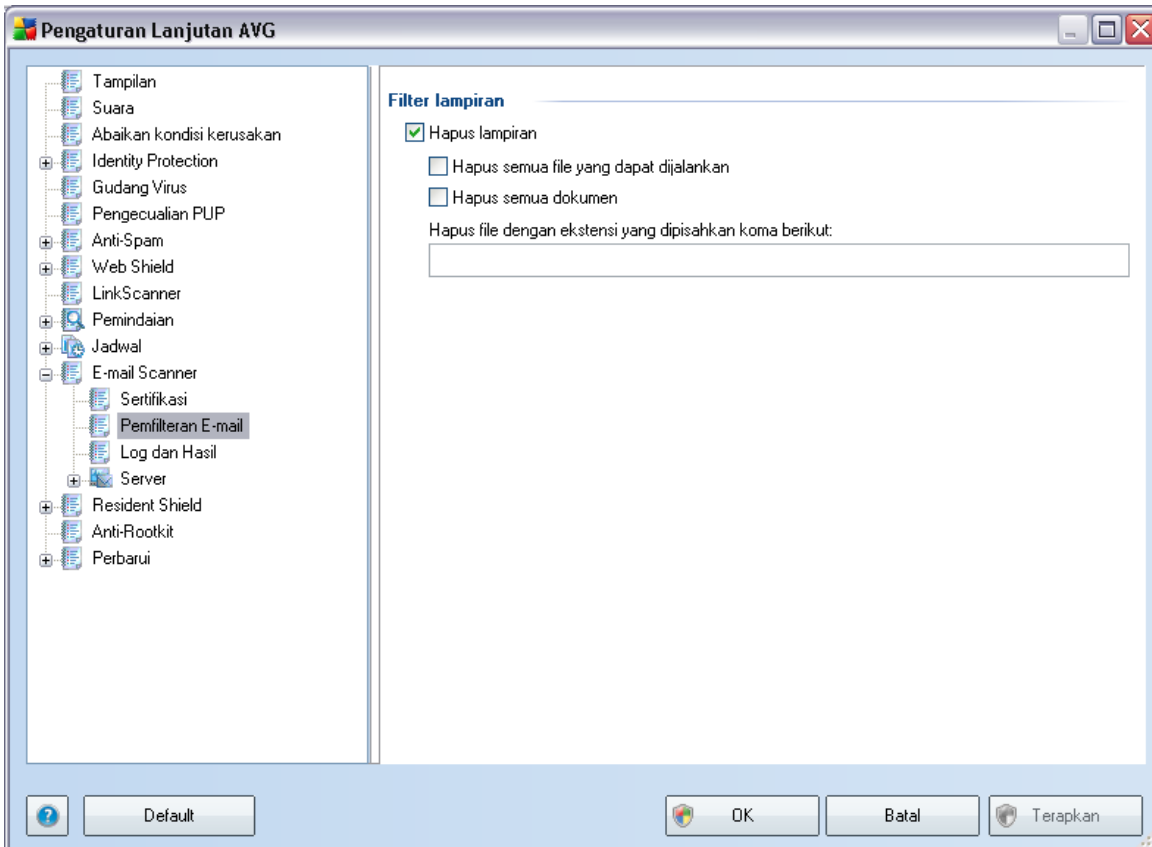 Pengaturan Lanjutan AVG
Tampilan
Suara
Abaikan kondisi kerusakan
Identity Protection
Gudang Virus
Pengecualian PUP
Anti-Spam
Web Shield
LinkScanner
Pemindaian
Jadwal
E-mail Scanner
Sertifikasi
Pemfilteran E-mail
Log dan Hasil
Server
Resident Shield
Anti-Rootkit
Perbarui
Filter lampiran
Hapus lampiran
Hapus semua file yang dapat dijalankan
Hapus semua dokumen
Hapus file dengan ekstensi yang dipisahkan koma berikut:
Default
OK
Batal
Terapkan